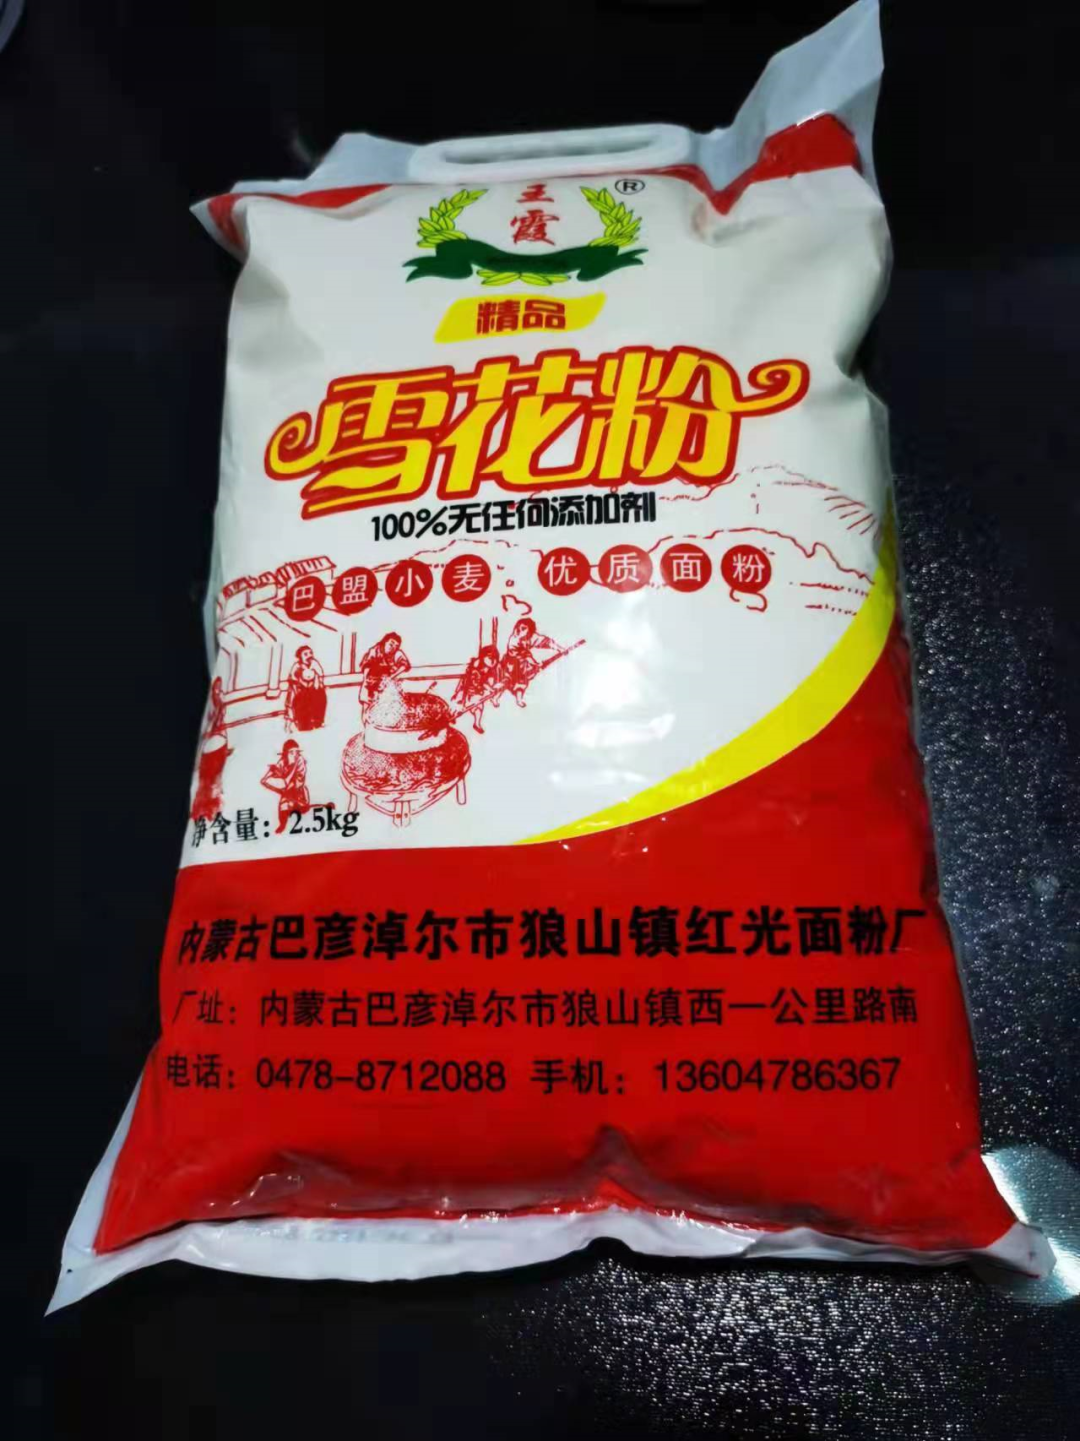 王霞®
精品
雪花粉
100%无任何添加剂
巴盟小麦 优质面粉
净含量：2.5kg
内蒙古巴彦淖尔市狼山镇红光面粉厂
厂址：内蒙古巴彦淖尔市狼山镇西一公里路南
电话：0478-8712088 手机：13604786367